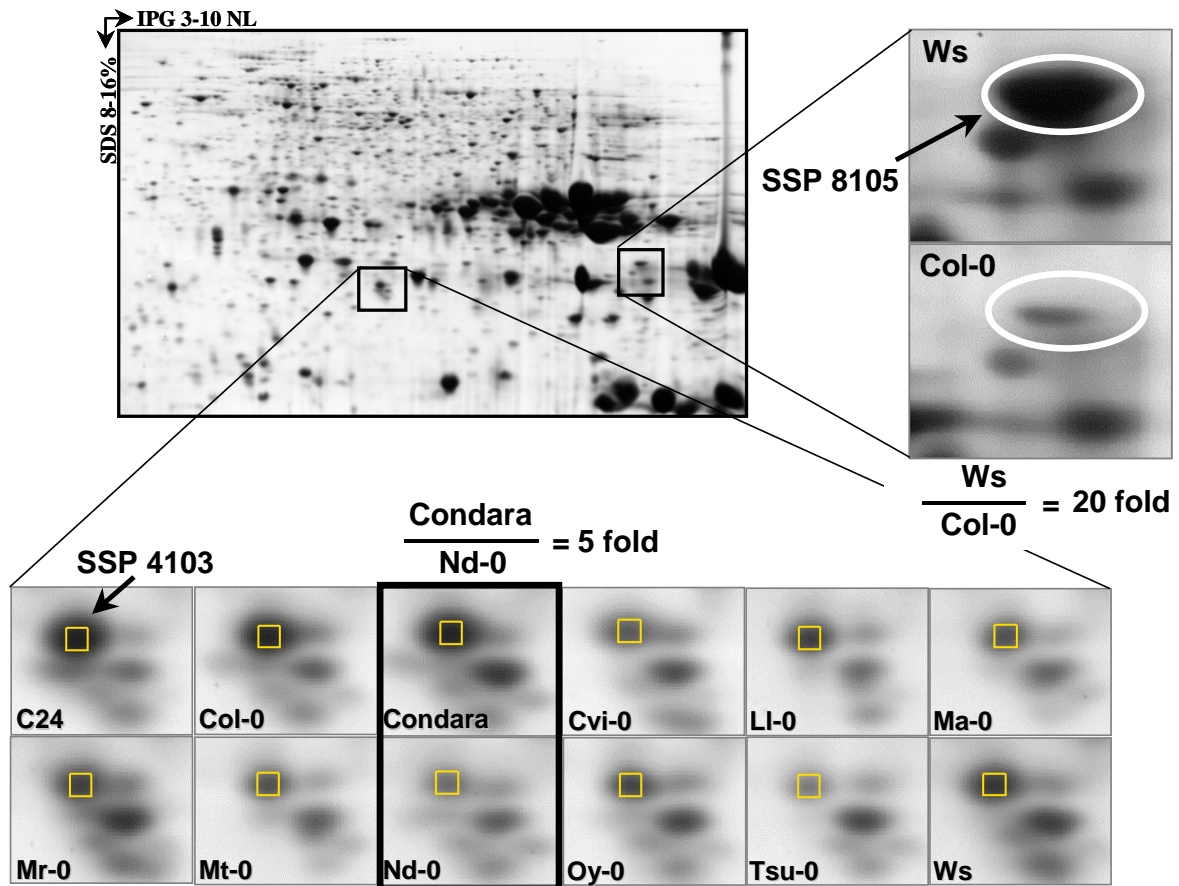 IPG 3-10 NL
SDS 8-16%
Ws
SSP 8105
Col-0
Ws
Col-0
= 20 fold
Condara
Nd-0
= 5 fold
SSP 4103
C24
Col-0
Condara
Cvi-0
Ll-0
Ma-0
Mr-0
Mt-0
Nd-0
Oy-0
Tsu-0
Ws